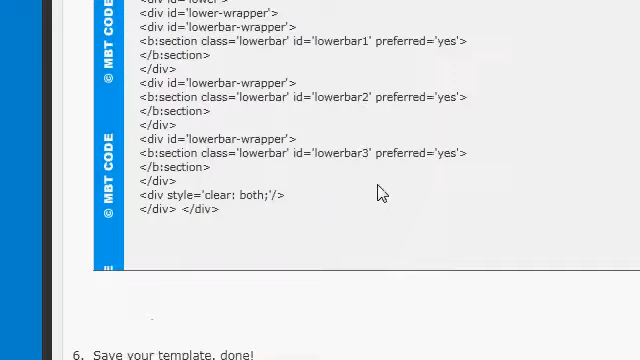 <div id='lower'>
<div id='lower-wrapper'>
<div id='lowerbar-wrapper'>
<b:section class='lowerbar' id='lowerbar1' preferred='yes'>
</b:section>
</div>
<div id='lowerbar-wrapper'>
<b:section class='lowerbar' id='lowerbar2' preferred='yes'>
</b:section>
</div>
<div id='lowerbar-wrapper'>
<b:section class='lowerbar' id='lowerbar3' preferred='yes'>
</b:section>
</div>
<div style='clear: both;'/>
</div> </div>
© MBT CODE
© MBT CODE
6. Save your template, done!